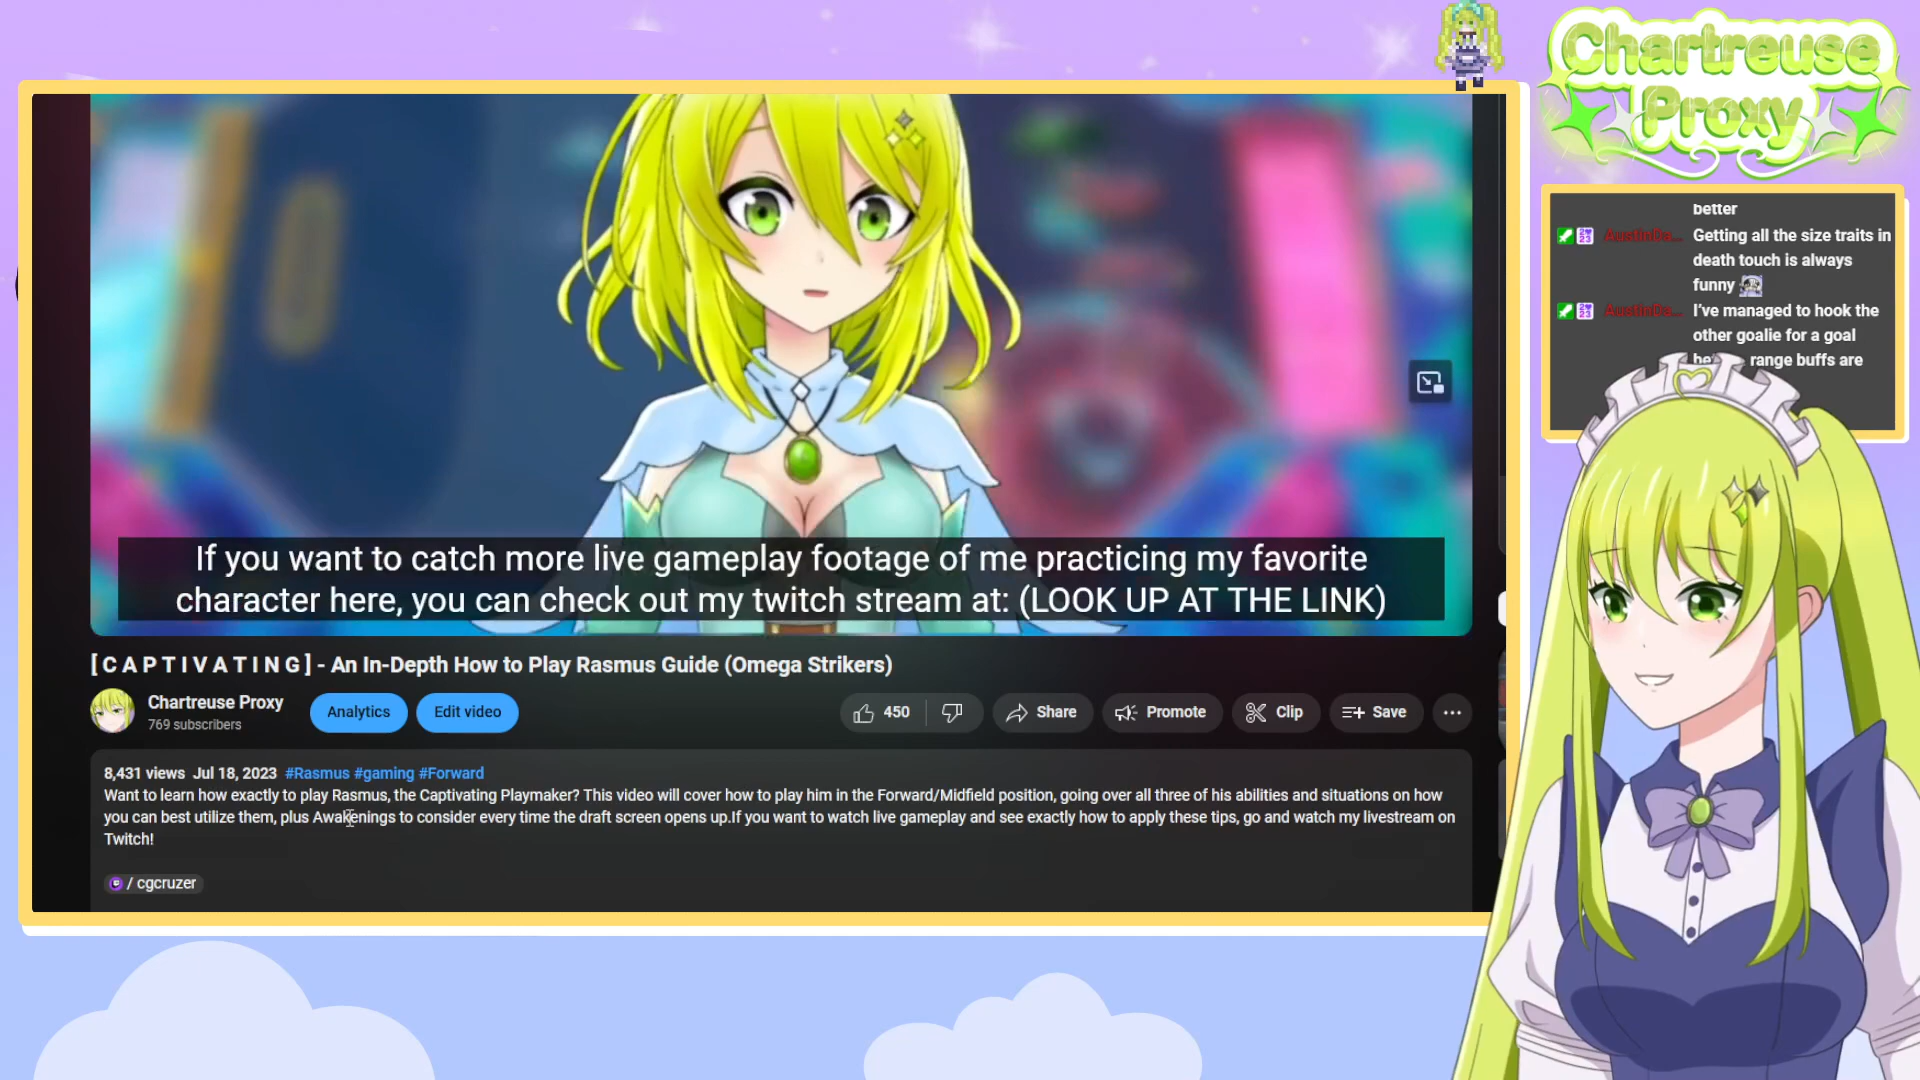 Chartreuse
Proxy
better
Getting all the size traits in
death touch is always
funny
I've managed to hook the
other goalie for a goal
range buffs are
If you want to catch more live gameplay footage of me practicing my favorite
character here, you can check out my twitch stream at: (LOOK UP AT THE LINK)
[ C A P T I V A T I N G ] - An In-Depth How to Play Rasmus Guide (Omega Strikers)
Chartreuse Proxy
769 subscribers
Analytics
Edit video
450
Share
Promote
Clip
Save
8,431 views Jul 18, 2023 #Rasmus #gaming #Forward
Want to learn how exactly to play Rasmus, the Captivating Playmaker? This video will cover how to play him in the Forward/Midfield position, going over all three of his abilities and situations on how
you can best utilize them, plus Awakenings to consider every time the draft screen opens up.If you want to watch live gameplay and see exactly how to apply these tips, go and watch my livestream on
Twitch!
/ cgcruzer